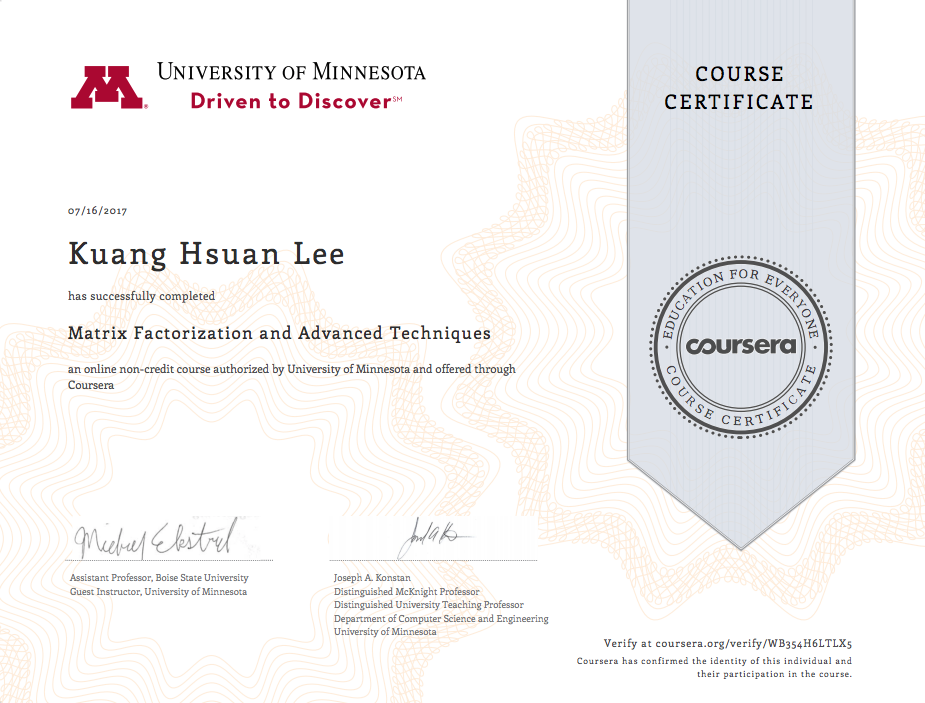 UNIVERSITY OF MINNESOTA
Driven to Discover℠
COURSE
CERTIFICATE
07/16/2017
Kuang Hsuan Lee
has successfully completed
Matrix Factorization and Advanced Techniques
an online non-credit course authorized by University of Minnesota and offered through
Coursera
EDUCATION FOR EVERYONE
coursera
COURSE CERTIFICATE
Michael Ekstrand
Assistant Professor, Boise State University
Guest Instructor, University of Minnesota
Joseph A. Konstan
Distinguished McKnight Professor
Distinguished University Teaching Professor
Department of Computer Science and Engineering
University of Minnesota
Verify at coursera.org/verify/WB354H6LTLX5
Coursera has confirmed the identity of this individual and
their participation in the course.